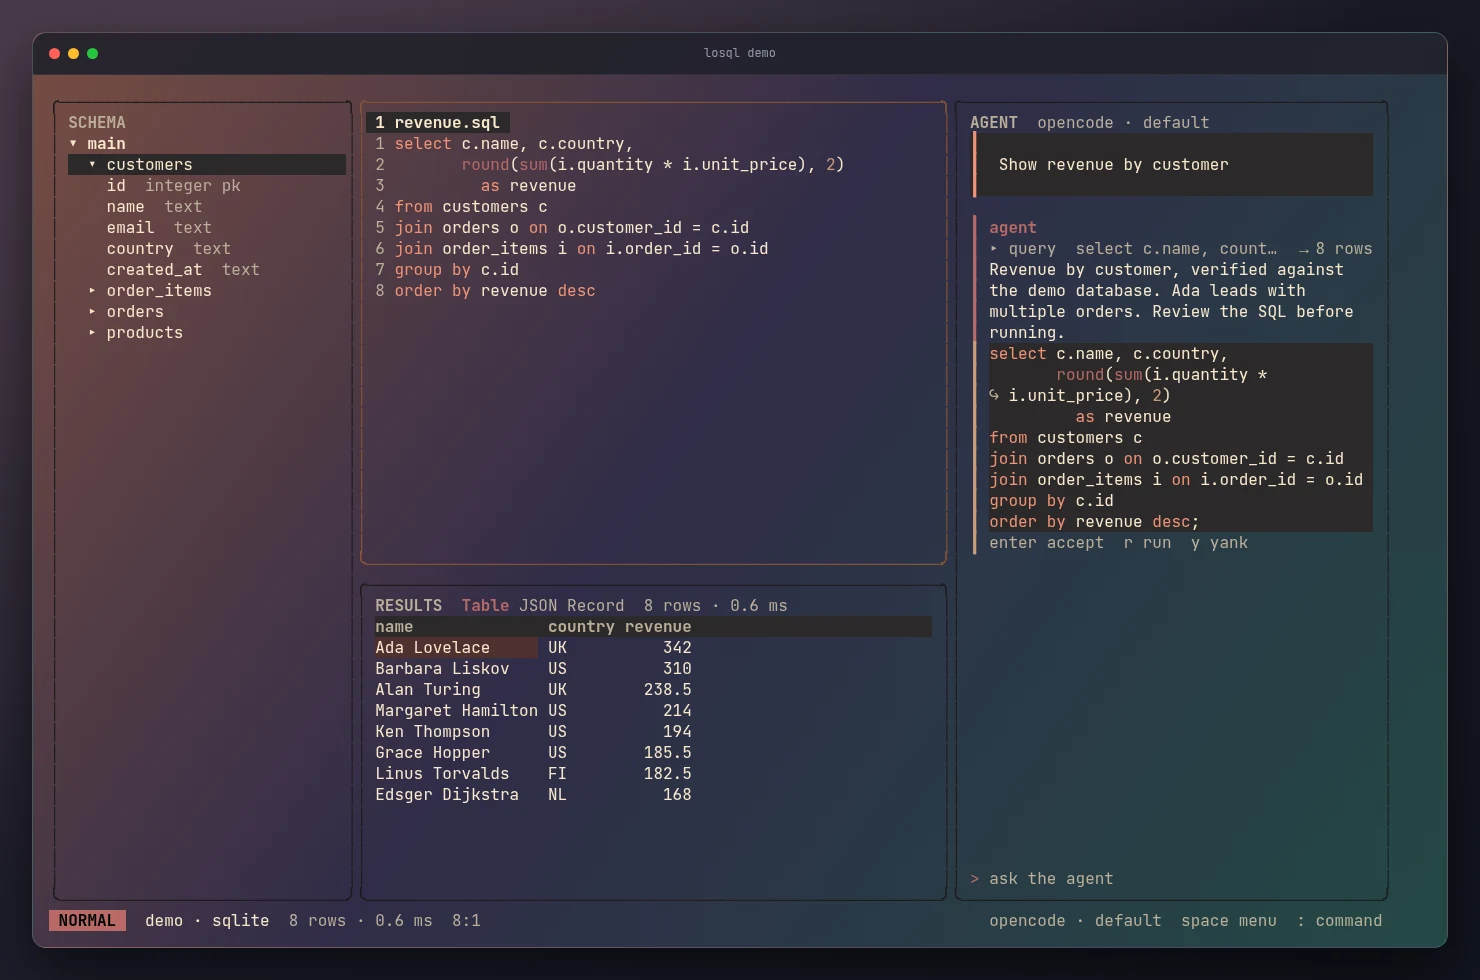 losql demo
SCHEMA
▾ main
▾ customers
id integer pk
name text
email text
country text
created_at text
▸ order_items
▸ orders
▸ products
1 revenue.sql
1 select c.name, c.country,
2        round(sum(i.quantity * i.unit_price), 2)
3          as revenue
4 from customers c
5 join orders o on o.customer_id = c.id
6 join order_items i on i.order_id = o.id
7 group by c.id
8 order by revenue desc
RESULTS Table JSON Record 8 rows · 0.6 ms
name country revenue
Ada Lovelace UK 342
Barbara Liskov US 310
Alan Turing UK 238.5
Margaret Hamilton US 214
Ken Thompson US 194
Grace Hopper US 185.5
Linus Torvalds FI 182.5
Edsger Dijkstra NL 168
AGENT opencode · default
Show revenue by customer
agent
▸ query select c.name, count… → 8 rows
Revenue by customer, verified against
the demo database. Ada leads with
multiple orders. Review the SQL before
running.
select c.name, c.country,
       round(sum(i.quantity *
↪ i.unit_price), 2)
         as revenue
from customers c
join orders o on o.customer_id = c.id
join order_items i on i.order_id = o.id
group by c.id
order by revenue desc;
enter accept r run y yank
> ask the agent
NORMAL demo · sqlite 8 rows · 0.6 ms 8:1
opencode · default space menu : command